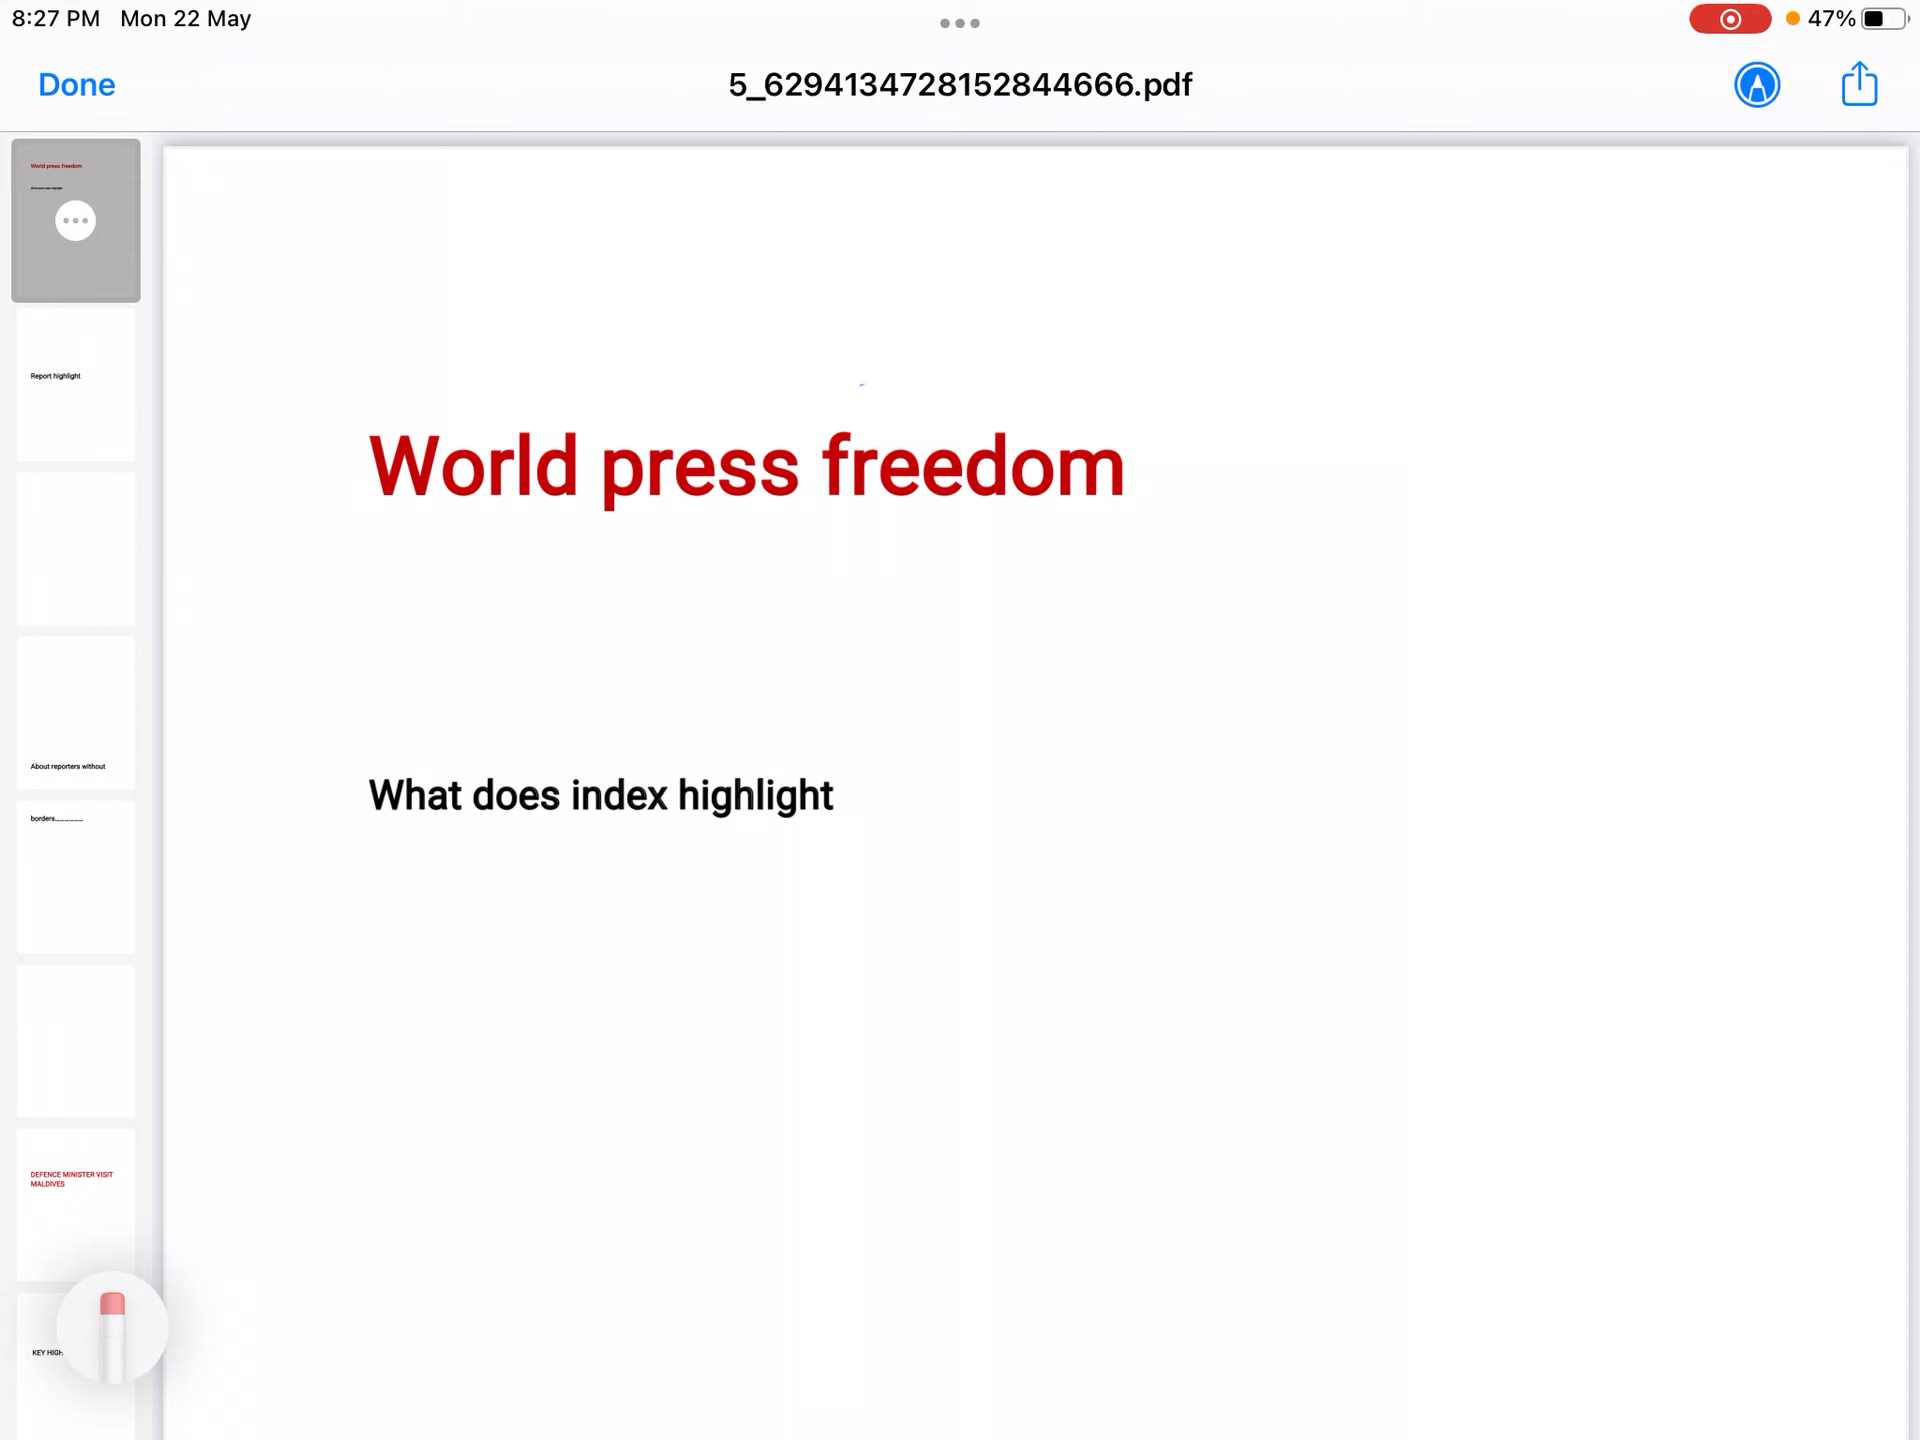 8:27 PM Mon 22 May
47%
Done
5_6294134728152844666.pdf
World press freedom
Report highlight
About reporters without
borders
DEFENCE MINISTER VISIT
MALDIVES
KEY HIGH
World press freedom
What does index highlight